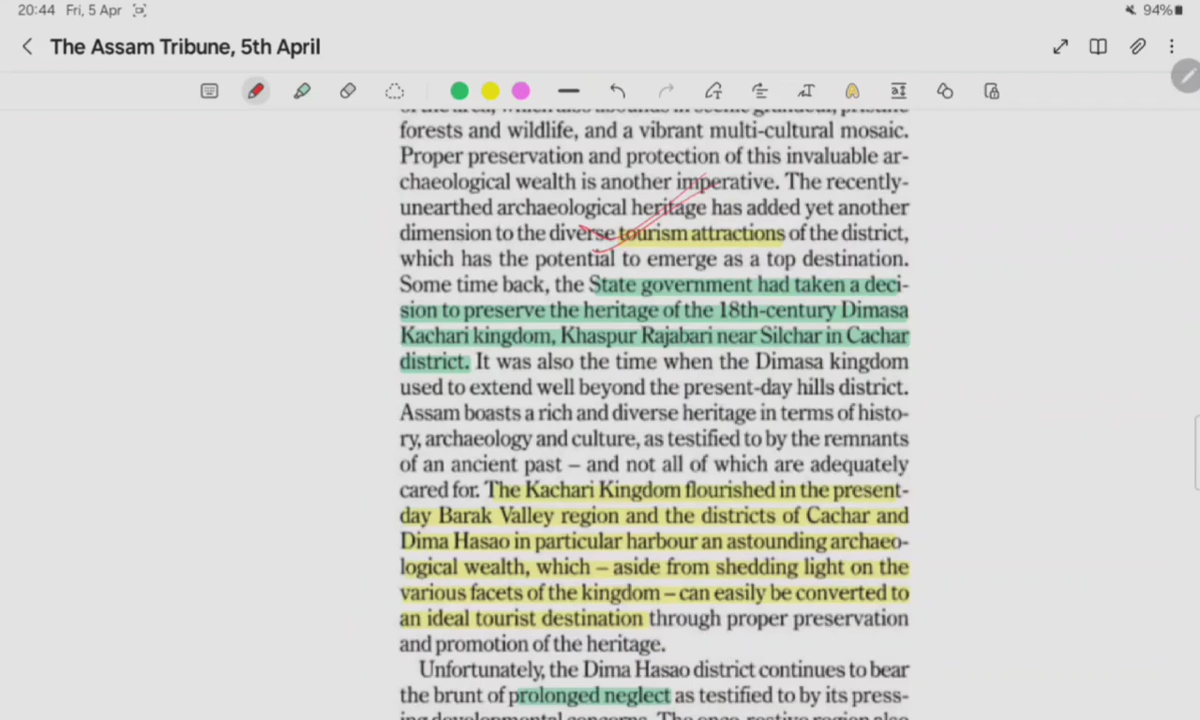 20:44 Fri, 5 Apr
94%
The Assam Tribune, 5th April
forests and wildlife, and a vibrant multi-cultural mosaic.
Proper preservation and protection of this invaluable ar-
chaeological wealth is another imperative. The recently-
unearthed archaeological heritage has added yet another
dimension to the diverse tourism attractions of the district,
which has the potential to emerge as a top destination.
Some time back, the State government had taken a deci-
sion to preserve the heritage of the 18th-century Dimasa
Kachari kingdom, Khaspur Rajabari near Silchar in Cachar
district. It was also the time when the Dimasa kingdom
used to extend well beyond the present-day hills district.
Assam boasts a rich and diverse heritage in terms of histo-
ry, archaeology and culture, as testified to by the remnants
of an ancient past – and not all of which are adequately
cared for. The Kachari Kingdom flourished in the present-
day Barak Valley region and the districts of Cachar and
Dima Hasao in particular harbour an astounding archaeo-
logical wealth, which – aside from shedding light on the
various facets of the kingdom – can easily be converted to
an ideal tourist destination through proper preservation
and promotion of the heritage.
Unfortunately, the Dima Hasao district continues to bear
the brunt of prolonged neglect as testified to by its press-